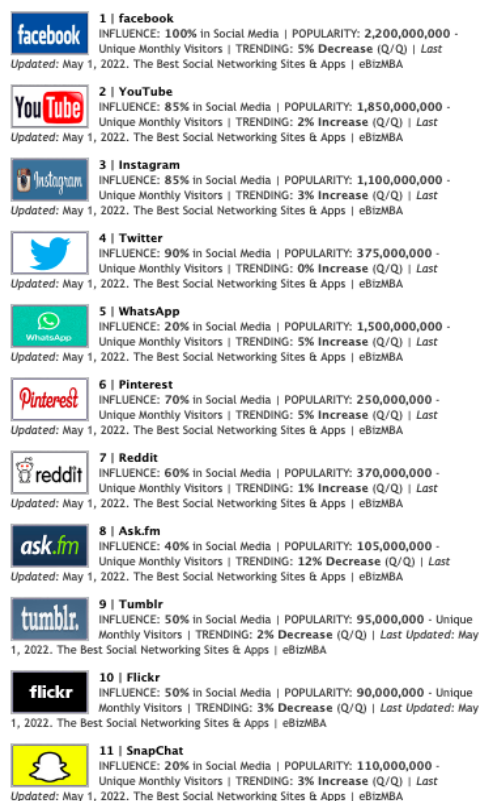 facebook
1 | facebook
INFLUENCE: 100% in Social Media | POPULARITY: 2,200,000,000 -
Unique Monthly Visitors | TRENDING: 5% Decrease (Q/Q) | Last
Updated: May 1, 2022. The Best Social Networking Sites & Apps | eBizMBA
YouTube
2 | YouTube
INFLUENCE: 85% in Social Media | POPULARITY: 1,850,000,000 -
Unique Monthly Visitors | TRENDING: 2% Increase (Q/Q) | Last
Updated: May 1, 2022. The Best Social Networking Sites & Apps | eBizMBA
Instagram
3 | Instagram
INFLUENCE: 85% in Social Media | POPULARITY: 1,100,000,000 -
Unique Monthly Visitors | TRENDING: 3% Increase (Q/Q) | Last
Updated: May 1, 2022. The Best Social Networking Sites & Apps | eBizMBA
4 | Twitter
INFLUENCE: 90% in Social Media | POPULARITY: 375,000,000 -
Unique Monthly Visitors | TRENDING: 0% Increase (Q/Q) | Last
Updated: May 1, 2022. The Best Social Networking Sites & Apps | eBizMBA
WhatsApp
5 | WhatsApp
INFLUENCE: 20% in Social Media | POPULARITY: 1,500,000,000 -
Unique Monthly Visitors | TRENDING: 5% Increase (Q/Q) | Last
Updated: May 1, 2022. The Best Social Networking Sites & Apps | eBizMBA
Pinterest
6 | Pinterest
INFLUENCE: 70% in Social Media | POPULARITY: 250,000,000 -
Unique Monthly Visitors | TRENDING: 5% Increase (Q/Q) | Last
Updated: May 1, 2022. The Best Social Networking Sites & Apps | eBizMBA
reddit
7 | Reddit
INFLUENCE: 60% in Social Media | POPULARITY: 370,000,000 -
Unique Monthly Visitors | TRENDING: 1% Increase (Q/Q) | Last
Updated: May 1, 2022. The Best Social Networking Sites & Apps | eBizMBA
ask.fm
8 | Ask.fm
INFLUENCE: 40% in Social Media | POPULARITY: 105,000,000 -
Unique Monthly Visitors | TRENDING: 12% Decrease (Q/Q) | Last
Updated: May 1, 2022. The Best Social Networking Sites & Apps | eBizMBA
tumblr.
9 | Tumblr
INFLUENCE: 50% in Social Media | POPULARITY: 95,000,000 - Unique
Monthly Visitors | TRENDING: 2% Decrease (Q/Q) | Last Updated: May
1, 2022. The Best Social Networking Sites & Apps | eBizMBA
flickr
10 | Flickr
INFLUENCE: 50% in Social Media | POPULARITY: 90,000,000 - Unique
Monthly Visitors | TRENDING: 3% Decrease (Q/Q) | Last Updated: May
1, 2022. The Best Social Networking Sites & Apps | eBizMBA
11 | SnapChat
INFLUENCE: 20% in Social Media | POPULARITY: 110,000,000 -
Unique Monthly Visitors | TRENDING: 3% Increase (Q/Q) | Last
Updated: May 1, 2022. The Best Social Networking Sites & Apps | eBizMBA